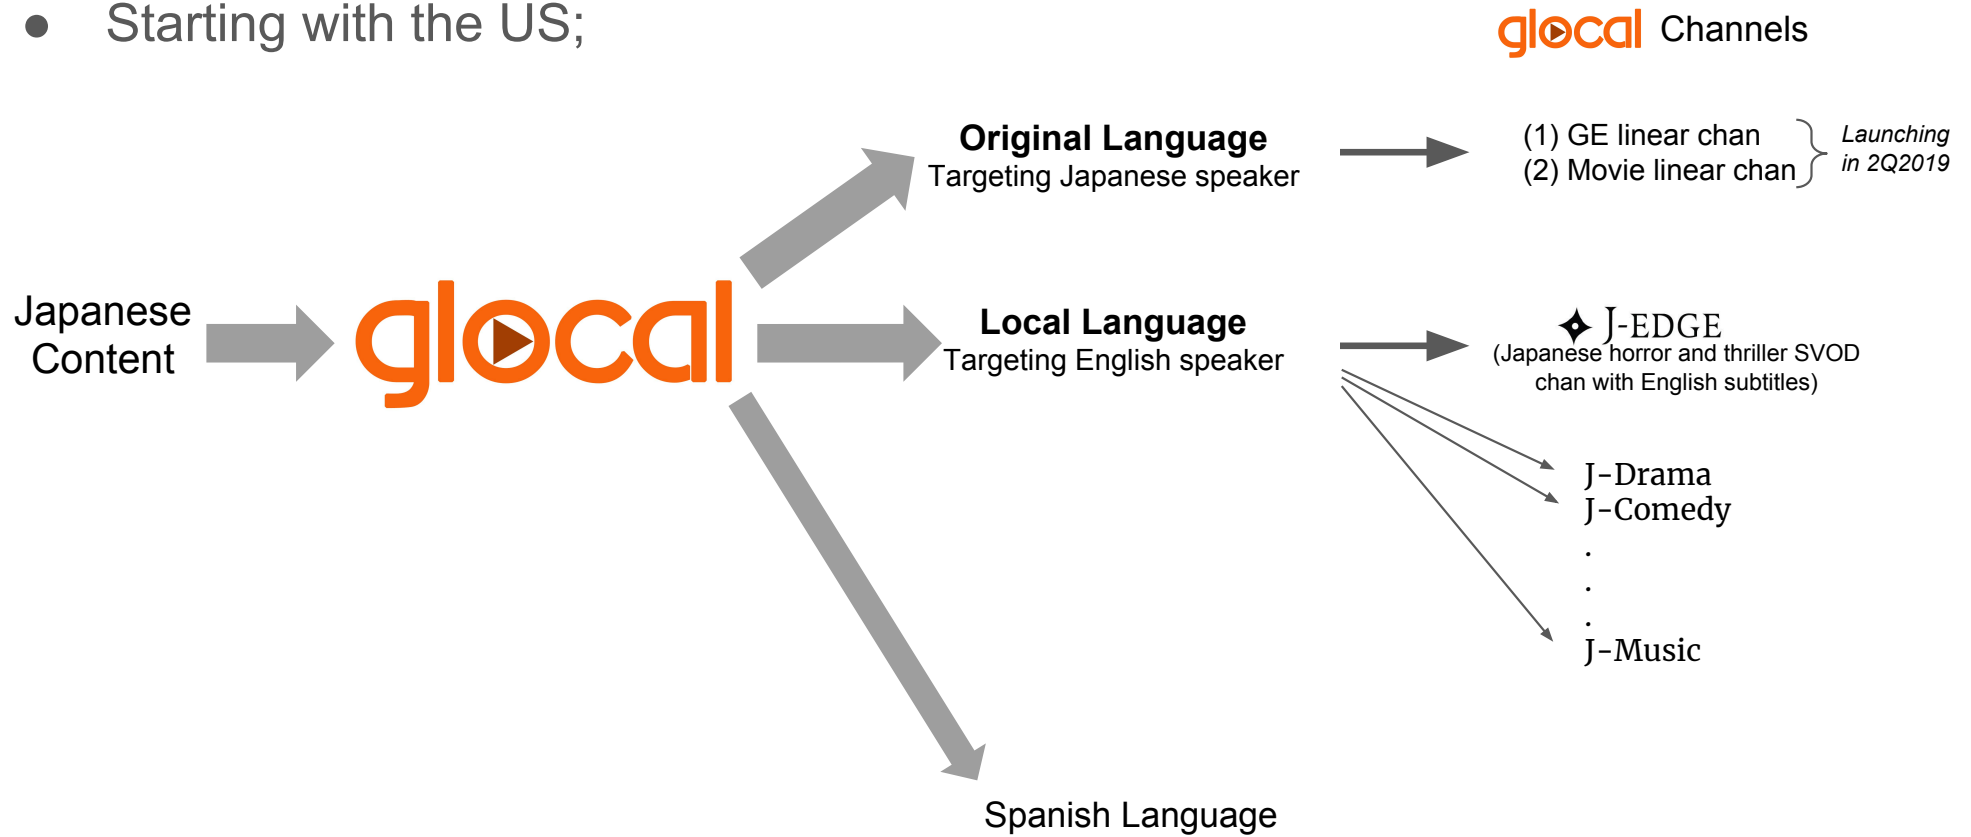 ● Starting with the US;
glocal Channels
Original Language
Targeting Japanese speaker
(1) GE linear chan
(2) Movie linear chan
Launching
in 2Q2019
Japanese
Content
glocal
Local Language
Targeting English speaker
J-EDGE
(Japanese horror and thriller SVOD
chan with English subtitles)
J-Drama
J-Comedy
.
.
.
J-Music
Spanish Language